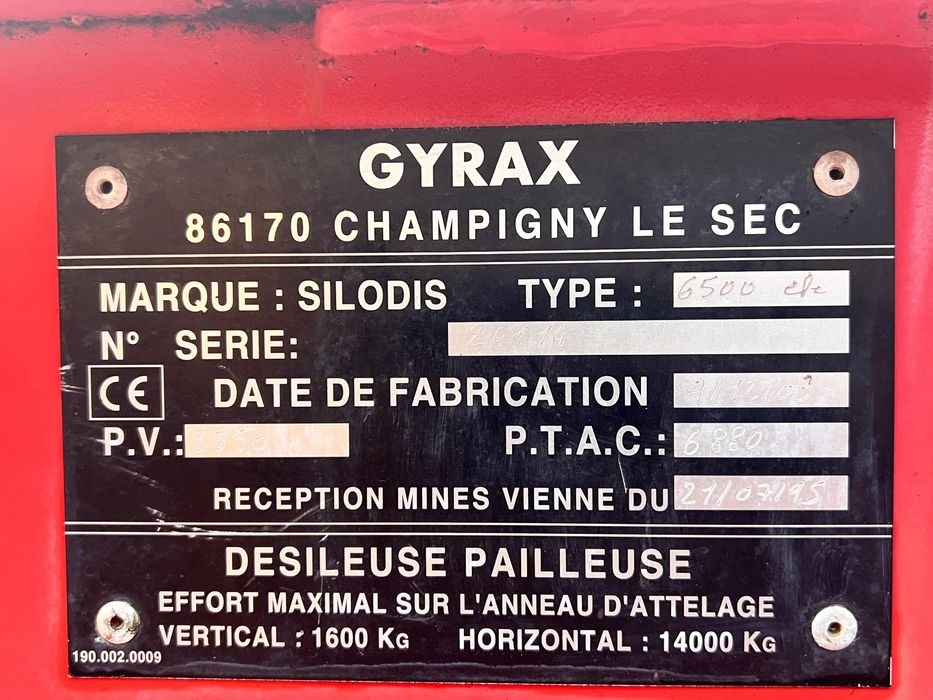 GYRAX
86170 CHAMPIGNY LE SEC
MARQUE : SILODIS TYPE : 6500
N° SERIE:
CE DATE DE FABRICATION
P.V.: 3550 P.T.A.C.: 6880
RECEPTION MINES VIENNE DU 21/07/95
DESILEUSE PAILLEUSE
EFFORT MAXIMAL SUR L'ANNEAU D'ATTELAGE
VERTICAL : 1600 KG HORIZONTAL : 14000 KG
190.002.0009